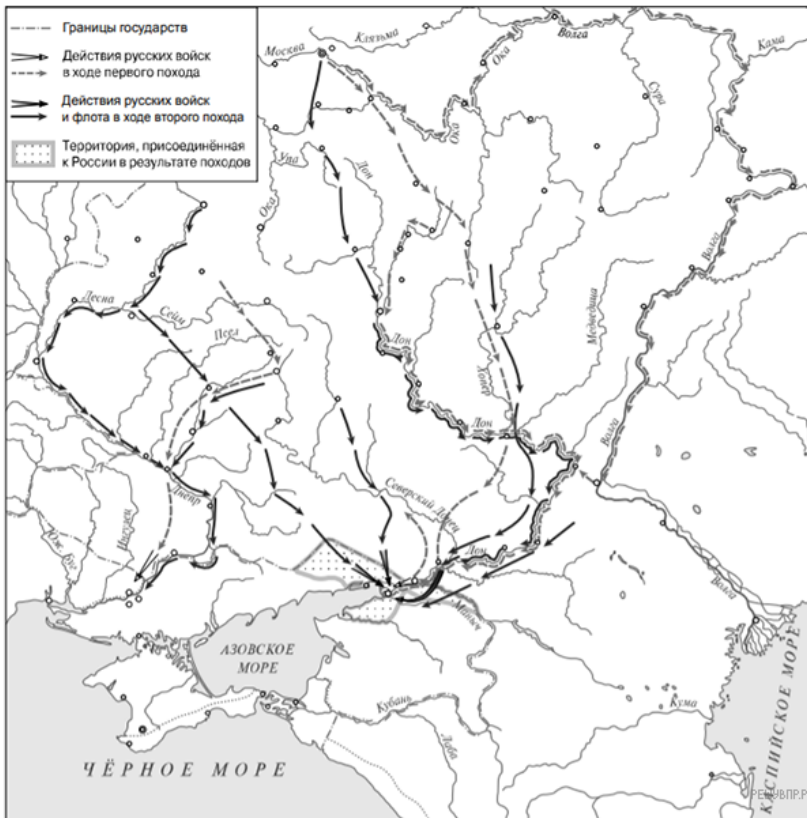 Границы государств
Действия русских войск
в ходе первого похода
Действия русских войск
и флота в ходе второго похода
Территория, присоединённая
к России в результате походов
Москва
Клязьма
Ока
Волга
Кама
Сура
Ока
Упа
Дон
Ока
Десна
Сейм
Псел
Дон
Хопёр
Медведица
Волга
Дон
Волга
Днепр
Северский Донец
Ингулец
Юж. Буг
Дон
Маныч
Волга
АЗОВСКОЕ
МОРЕ
Кубань
Лаба
Кума
ЧЁРНОЕ МОРЕ
КАСПИЙСКОЕ МОРЕ